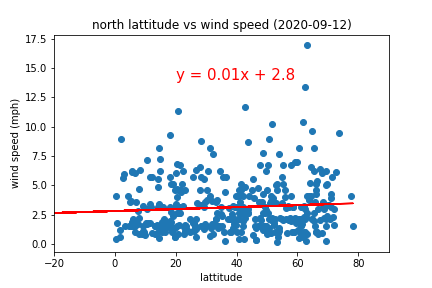 north lattitude vs wind speed (2020-09-12)
17.5
15.0
12.5
10.0
7.5
5.0
2.5
0.0
wind speed (mph)
y = 0.01x + 2.8
−20 0 20 40 60 80
lattitude